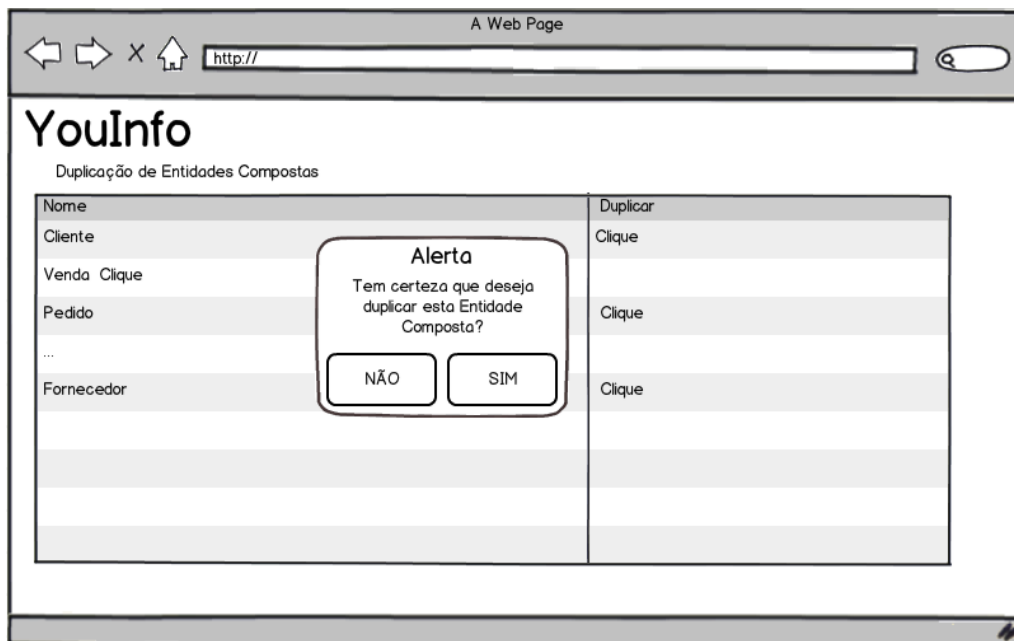 A Web Page
http://
YouInfo
Duplicação de Entidades Compostas
Nome Duplicar
Cliente Clique
Venda Clique
Pedido Clique
...
Fornecedor Clique
Alerta
Tem certeza que deseja
duplicar esta Entidade
Composta?
NÃO SIM